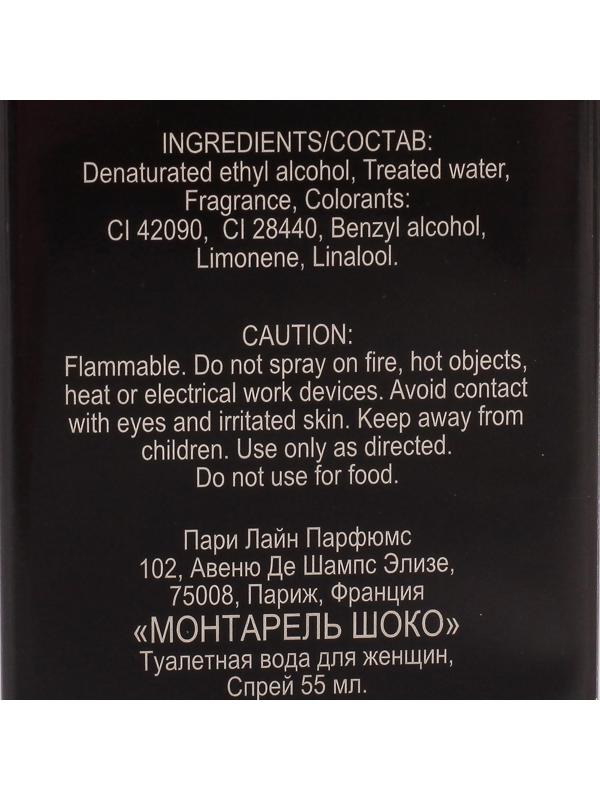 INGREDIENTS/СОСТАВ:
Denaturated ethyl alcohol, Treated water,
Fragrance, Colorants:
CI 42090, CI 28440, Benzyl alcohol,
Limonene, Linalool.
CAUTION:
Flammable. Do not spray on fire, hot objects,
heat or electrical work devices. Avoid contact
with eyes and irritated skin. Keep away from
children. Use only as directed.
Do not use for food.
Пари Лайн Парфюмс
102, Авеню Де Шампс Элизе,
75008, Париж, Франция
«МОНТАРЕЛЬ ШОКО»
Туалетная вода для женщин,
Спрей 55 мл.